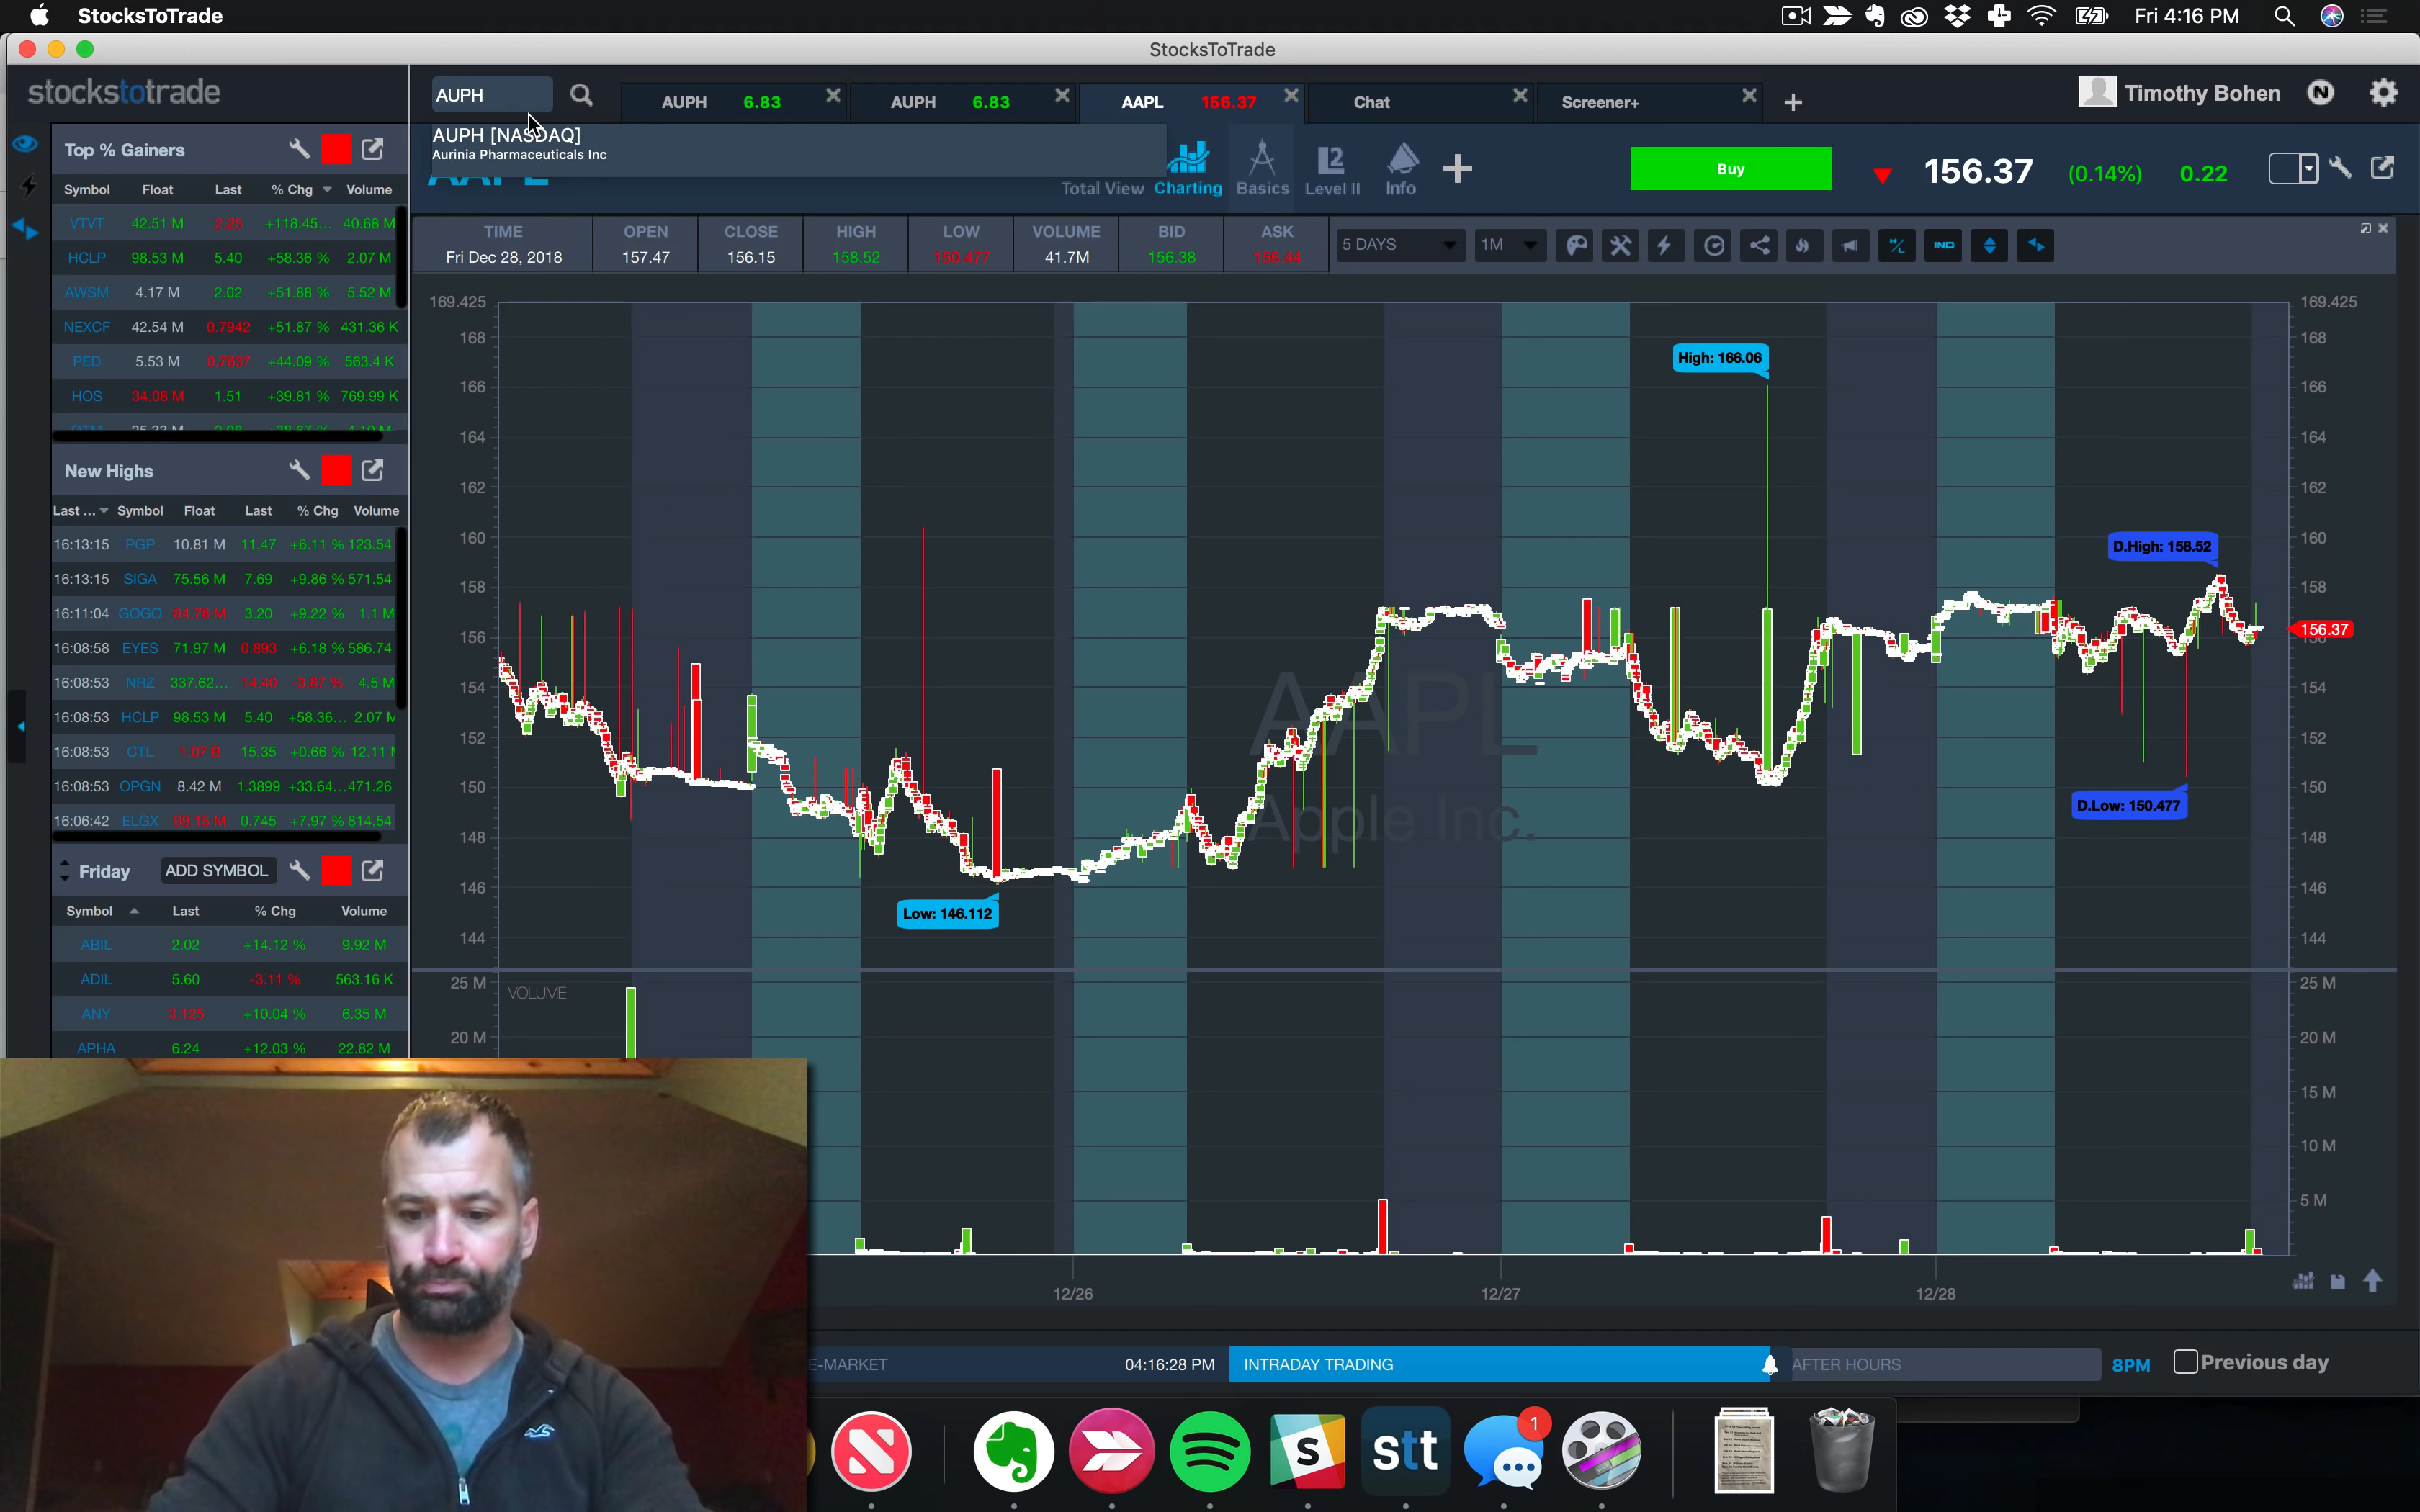 StocksToTrade
Fri 4:16 PM
StocksToTrade
stockstotrade
AUPH
AUPH 6.83
AUPH 6.83
AAPL 156.37
Chat
Screener+
Timothy Bohen
N
AUPH [NASDAQ]
Aurinia Pharmaceuticals Inc
Total View
Charting
Basics
L2
Level II
Info
Buy
156.37 (0.14%) 0.22
Top % Gainers
Symbol Float Last % Chg Volume
VTVT 42.51 M 2.25 +118.45... 40.68 M
HCLP 98.53 M 5.40 +58.36 % 2.07 M
AWSM 4.17 M 2.02 +51.88 % 5.52 M
NEXCF 42.54 M 0.7942 +51.87 % 431.36 K
PED 5.53 M 0.7637 +44.09 % 563.4 K
HOS 34.08 M 1.51 +39.81 % 769.99 K
New Highs
Last ... Symbol Float Last % Chg Volume
16:13:15 PGP 10.81 M 11.47 +6.11 % 123.54
16:13:15 SIGA 75.56 M 7.69 +9.86 % 571.54
16:11:04 GOGO 84.78 M 3.20 +9.22 % 1.1 M
16:08:58 EYES 71.97 M 0.893 +6.18 % 586.74
16:08:53 NRZ 337.62... 14.40 -3.87 % 4.5 M
16:08:53 HCLP 98.53 M 5.40 +58.36... 2.07 M
16:08:53 CTL 1.07 B 15.35 +0.66 % 12.11
16:08:53 OPGN 8.42 M 1.3899 +33.64... 471.26
16:06:42 ELGX 99.15 M 0.745 +7.97 % 814.54
Friday ADD SYMBOL
Symbol Last % Chg Volume
ABIL 2.02 +14.12 % 9.92 M
ADIL 5.60 -3.11 % 563.16 K
ANY 3.125 +10.04 % 6.35 M
APHA 6.24 +12.03 % 22.82 M
TIME OPEN CLOSE HIGH LOW VOLUME BID ASK
Fri Dec 28, 2018 157.47 156.15 158.52 150.477 41.7M 156.38 156.44
5 DAYS 1M
H/L
IND
169.425 169.425
168 168
166 166
164 164
162 162
160 160
158 158
156 156
154 154
152 152
150 150
148 148
146 146
144 144
High: 166.06
D.High: 158.52
156.37
D.Low: 150.477
Low: 146.112
AAPL
Apple Inc.
25 M VOLUME 25 M
20 M 20 M
15 M
10 M
5 M
12/26 12/27 12/28
E-MARKET 04:16:28 PM INTRADAY TRADING AFTER HOURS 8PM Previous day
S
stt
1